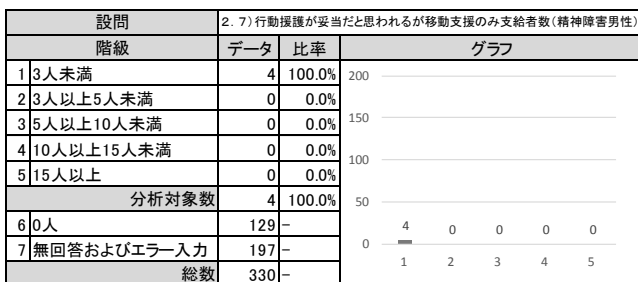 設問 2．7）行動援護が妥当だと思われるが移動支援のみ支給者数（精神障害男性）
階級 データ 比率 グラフ
1 3人未満 4 100.0%
2 3人以上5人未満 0 0.0%
3 5人以上10人未満 0 0.0%
4 10人以上15人未満 0 0.0%
5 15人以上 0 0.0%
分析対象数 4 100.0%
6 0人 129 －
7 無回答およびエラー入力 197 －
総数 330 －
200
150
100
50
0
4 0 0 0 0
1 2 3 4 5